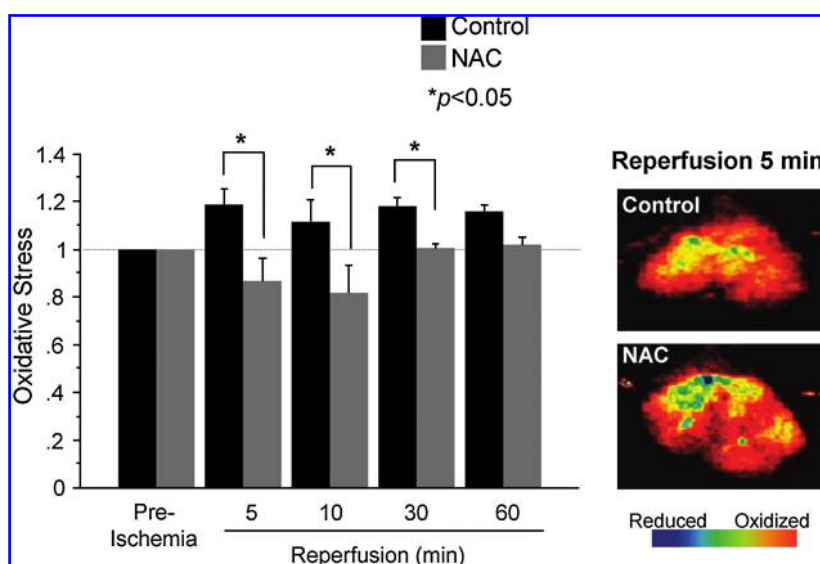 Control
NAC
*p<0.05
* * *
Oxidative Stress
1.4
1.2
1
.8
.6
.4
.2
0
Pre-
Ischemia
5 10 30 60
Reperfusion (min)
Reperfusion 5 min
Control
NAC
Reduced Oxidized